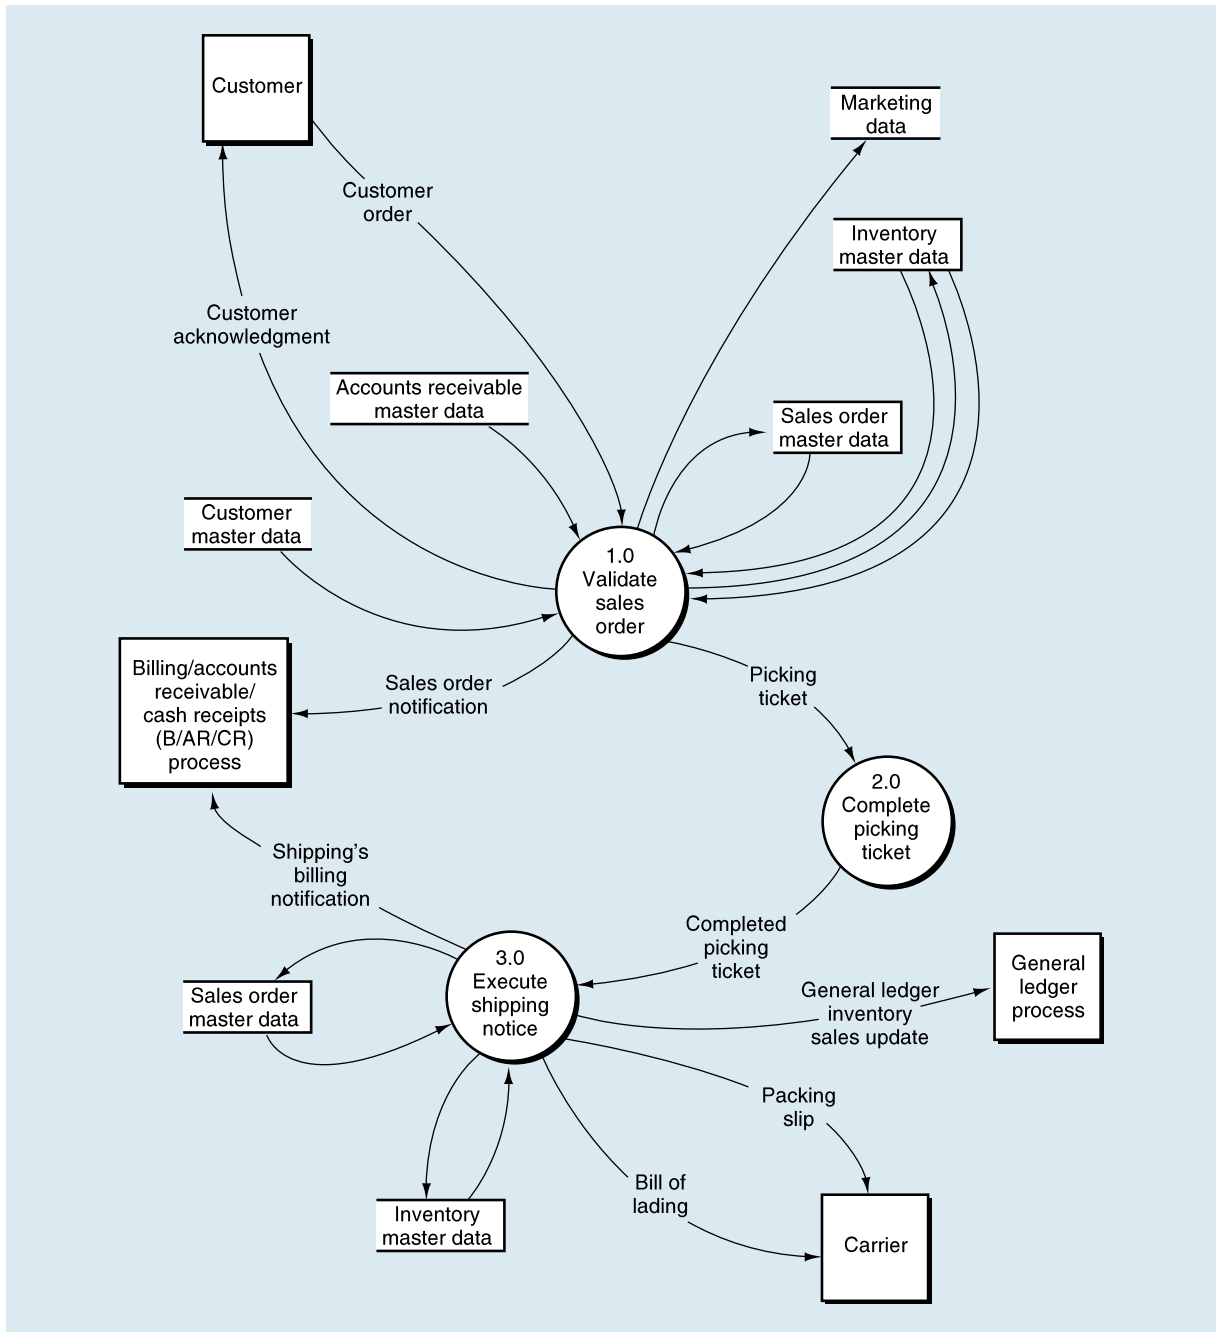 Customer
Marketing
data
Customer
order
Inventory
master data
Customer
acknowledgment
Accounts receivable
master data
Sales order
master data
Customer
master data
1.0
Validate
sales
order
Billing/accounts
receivable/
cash receipts
(B/AR/CR)
process
Sales order
notification
Picking
ticket
2.0
Complete
picking
ticket
Shipping's
billing
notification
Completed
picking
ticket
3.0
Execute
shipping
notice
General
ledger
process
Sales order
master data
General ledger
inventory
sales update
Packing
slip
Bill of
lading
Inventory
master data
Carrier